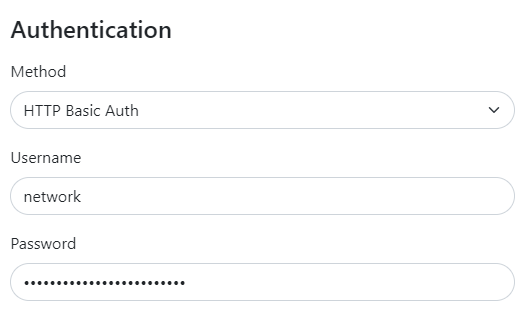 Authentication
Method
HTTP Basic Auth
Username
network
Password
•••••••••••••••••••••••••